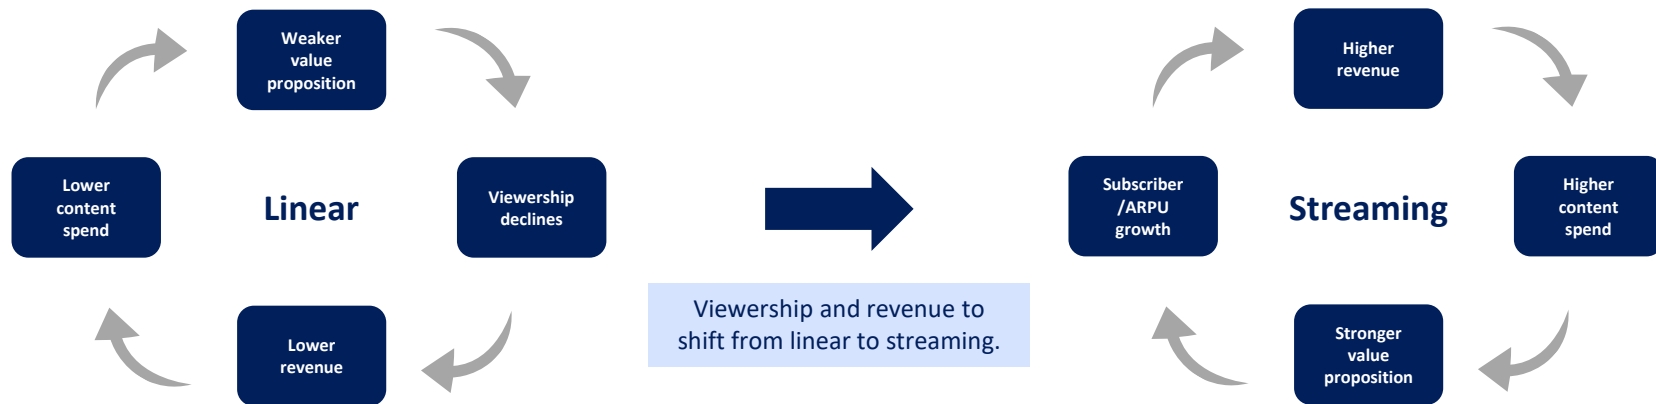 Weaker
value
proposition
Lower
content
spend
Linear
Viewership
declines
Lower
revenue
Viewership and revenue to
shift from linear to streaming.
Higher
revenue
Subscriber
/ARPU
growth
Streaming
Higher
content
spend
Stronger
value
proposition